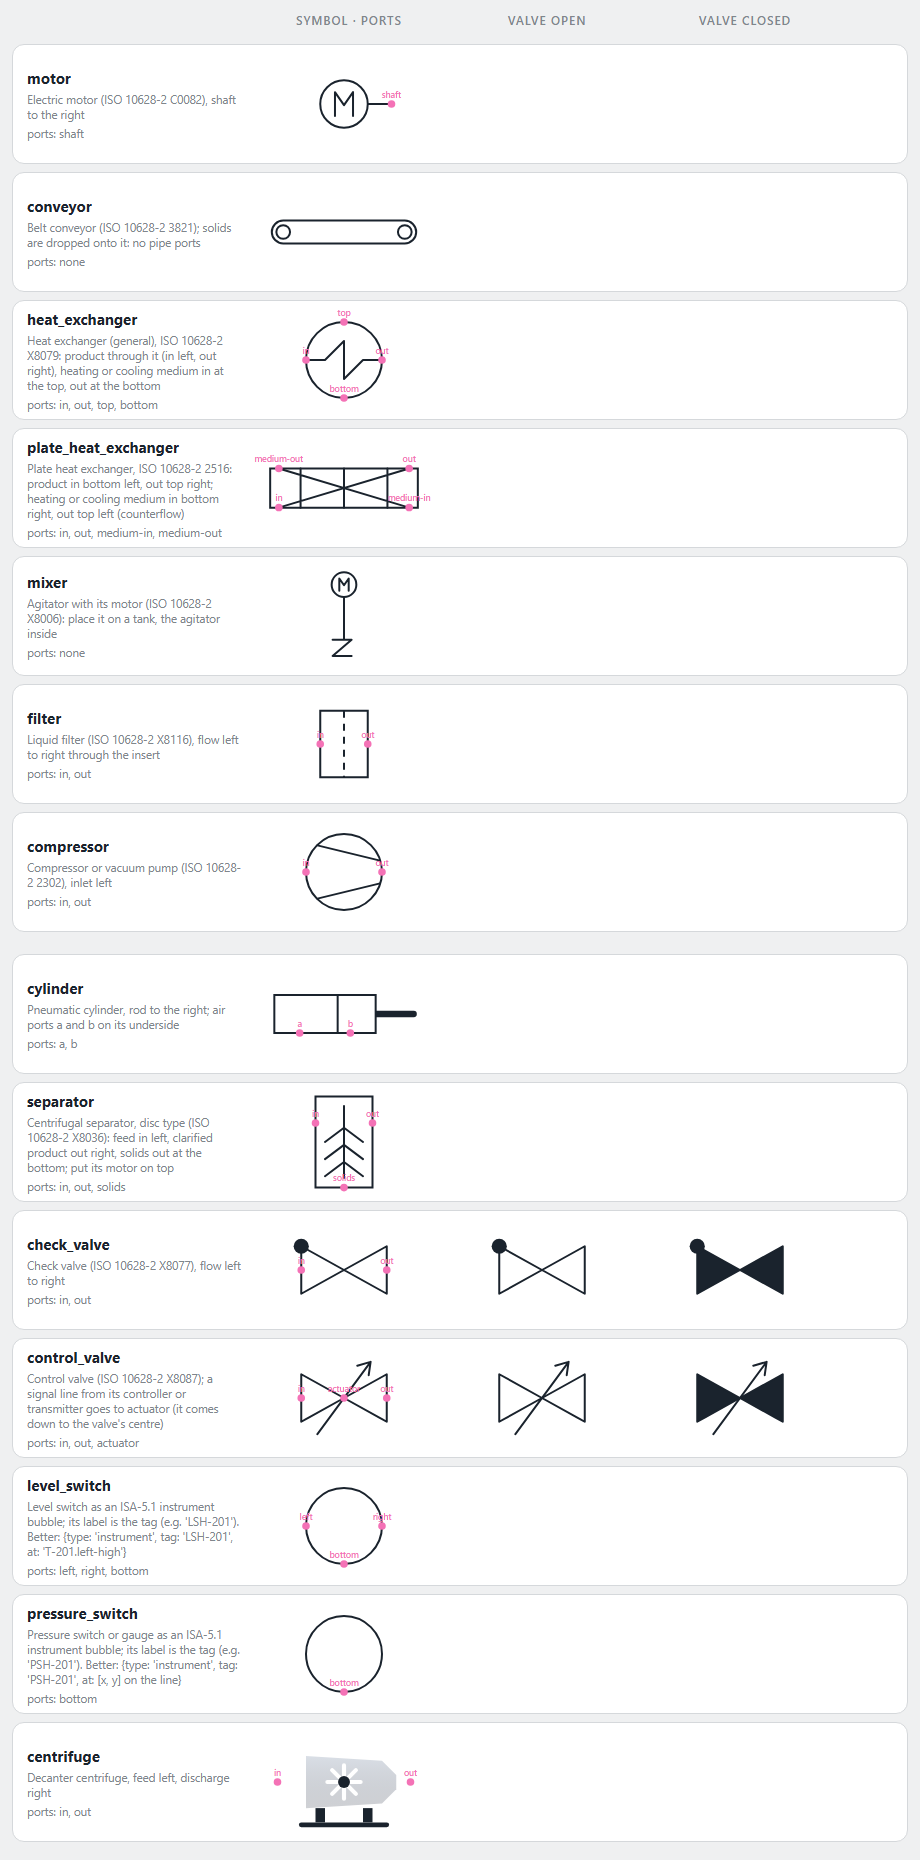 SYMBOL · PORTS
VALVE OPEN
VALVE CLOSED
motor
Electric motor (ISO 10628-2 C0082), shaft
to the right
ports: shaft
M
shaft
conveyor
Belt conveyor (ISO 10628-2 3821); solids
are dropped onto it: no pipe ports
ports: none
heat_exchanger
Heat exchanger (general), ISO 10628-2
X8079: product through it (in left, out
right), heating or cooling medium in at
the top, out at the bottom
ports: in, out, top, bottom
top
in
out
bottom
plate_heat_exchanger
Plate heat exchanger, ISO 10628-2 2516:
product in bottom left, out top right;
heating or cooling medium in bottom
right, out top left (counterflow)
ports: in, out, medium-in, medium-out
medium-out
out
in
medium-in
mixer
Agitator with its motor (ISO 10628-2
X8006): place it on a tank, the agitator
inside
ports: none
M
filter
Liquid filter (ISO 10628-2 X8116), flow left
to right through the insert
ports: in, out
in
out
compressor
Compressor or vacuum pump (ISO 10628-
2 2302), inlet left
ports: in, out
in
out
cylinder
Pneumatic cylinder, rod to the right; air
ports a and b on its underside
ports: a, b
a
b
separator
Centrifugal separator, disc type (ISO
10628-2 X8036): feed in left, clarified
product out right, solids out at the
bottom; put its motor on top
ports: in, out, solids
in
out
solids
check_valve
Check valve (ISO 10628-2 X8077), flow left
to right
ports: in, out
in
out
control_valve
Control valve (ISO 10628-2 X8087); a
signal line from its controller or
transmitter goes to actuator (it comes
down to the valve's centre)
ports: in, out, actuator
in
actuator
out
level_switch
Level switch as an ISA-5.1 instrument
bubble; its label is the tag (e.g. 'LSH-201').
Better: {type: 'instrument', tag: 'LSH-201',
at: 'T-201.left-high'}
ports: left, right, bottom
left
right
bottom
pressure_switch
Pressure switch or gauge as an ISA-5.1
instrument bubble; its label is the tag (e.g.
'PSH-201'). Better: {type: 'instrument', tag:
'PSH-201', at: [x, y] on the line}
ports: bottom
bottom
centrifuge
Decanter centrifuge, feed left, discharge
right
ports: in, out
in
out